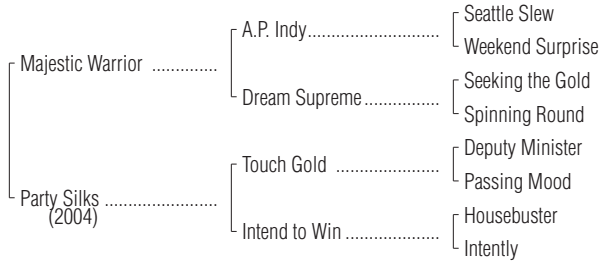 Seattle Slew
A.P. Indy..............................
Weekend Surprise
Majestic Warrior ...............
Seeking the Gold
Dream Supreme.................
Spinning Round
Deputy Minister
Touch Gold ........................
Passing Mood
Party Silks ..........................
(2004)
Housebuster
Intend to Win .....................
Intently